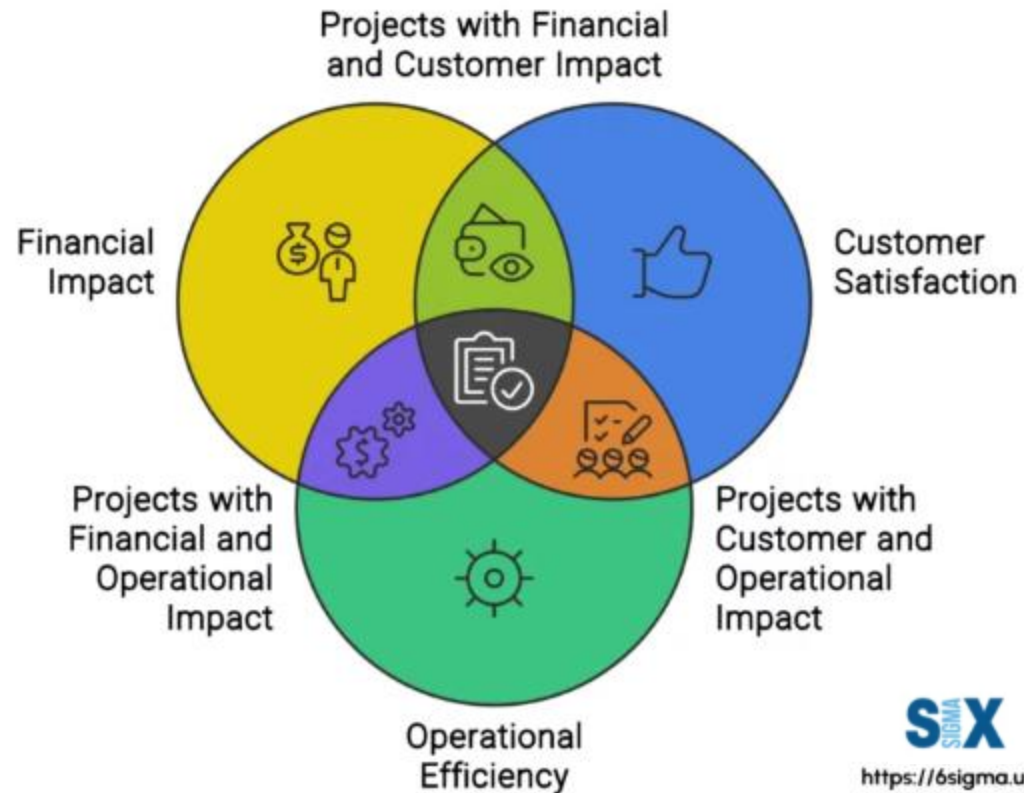 Projects with Financial
and Customer Impact
Financial
Impact
Customer
Satisfaction
Projects with
Financial and
Operational
Impact
Projects with
Customer and
Operational
Impact
Operational
Efficiency
SIX
SIGMA
https://6sigma.u